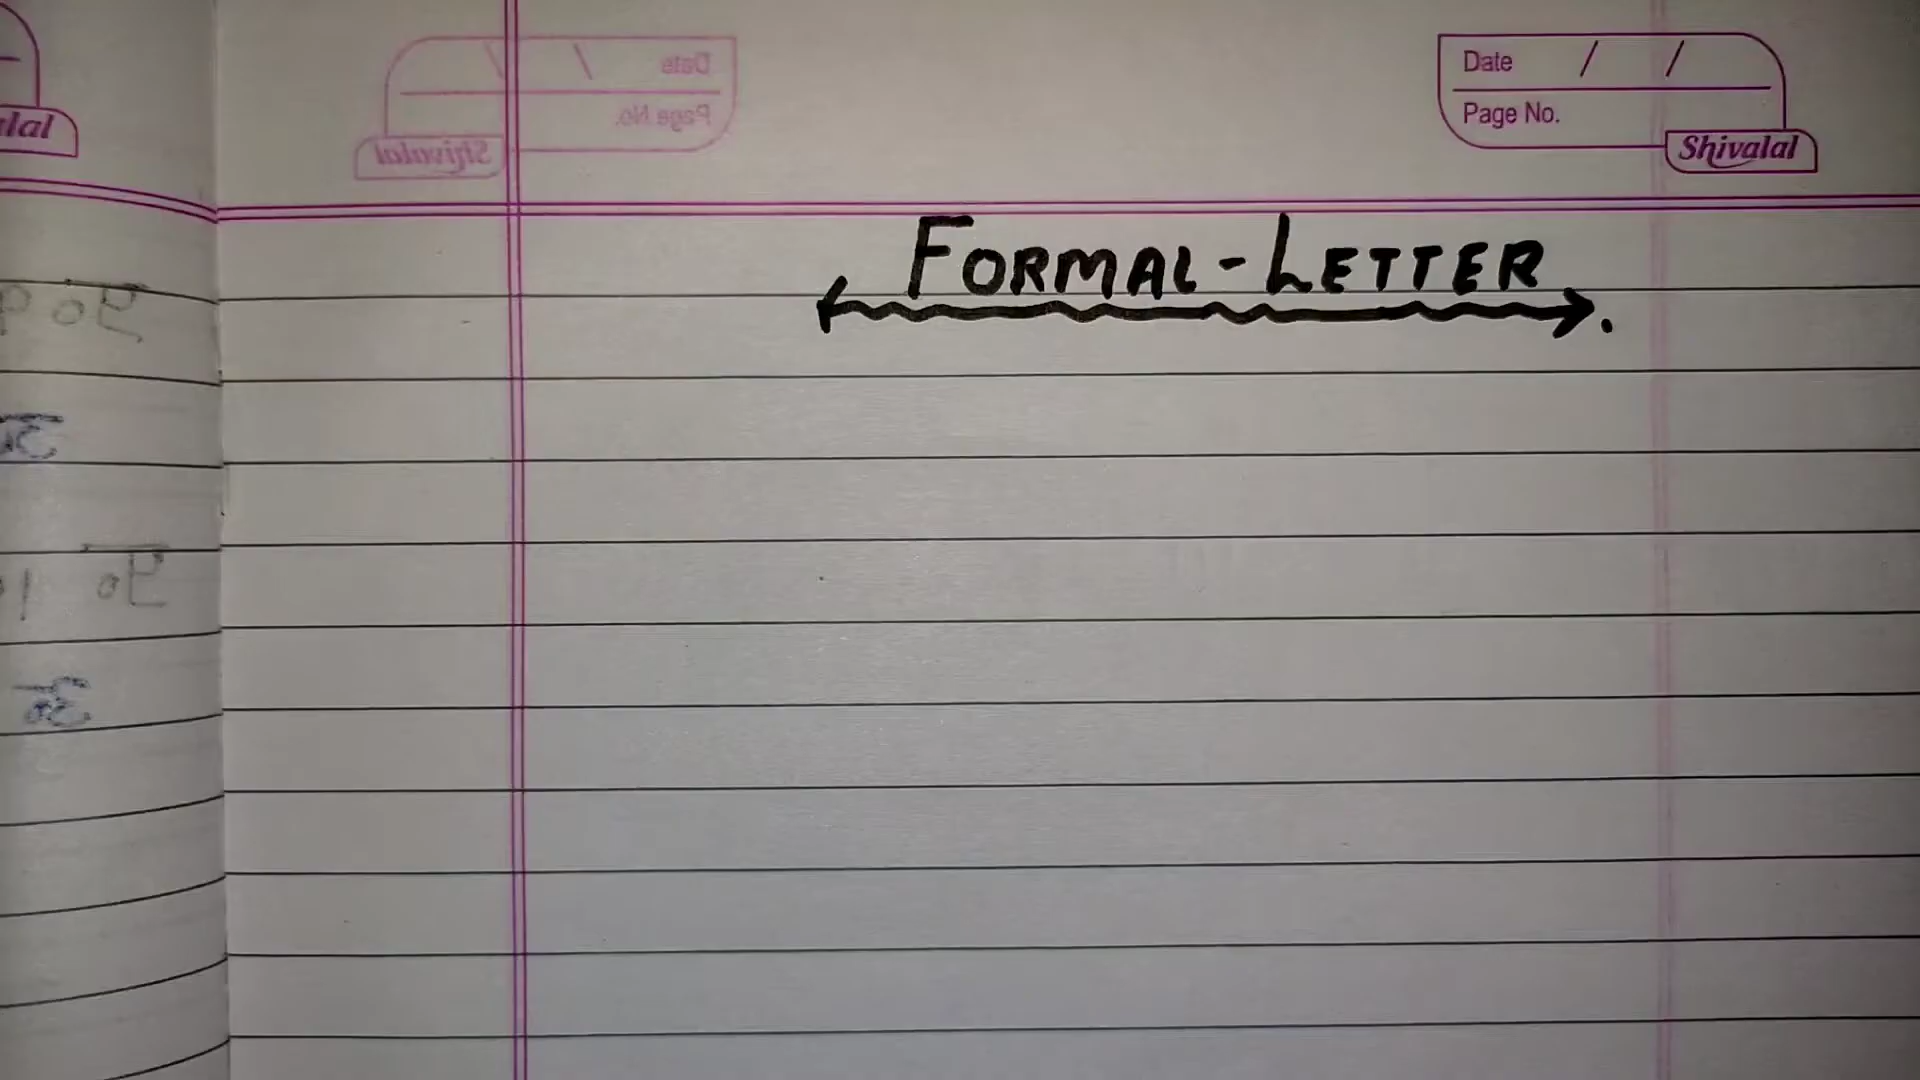 Date / /
Page No.
Shivalal
FORMAL-LETTER